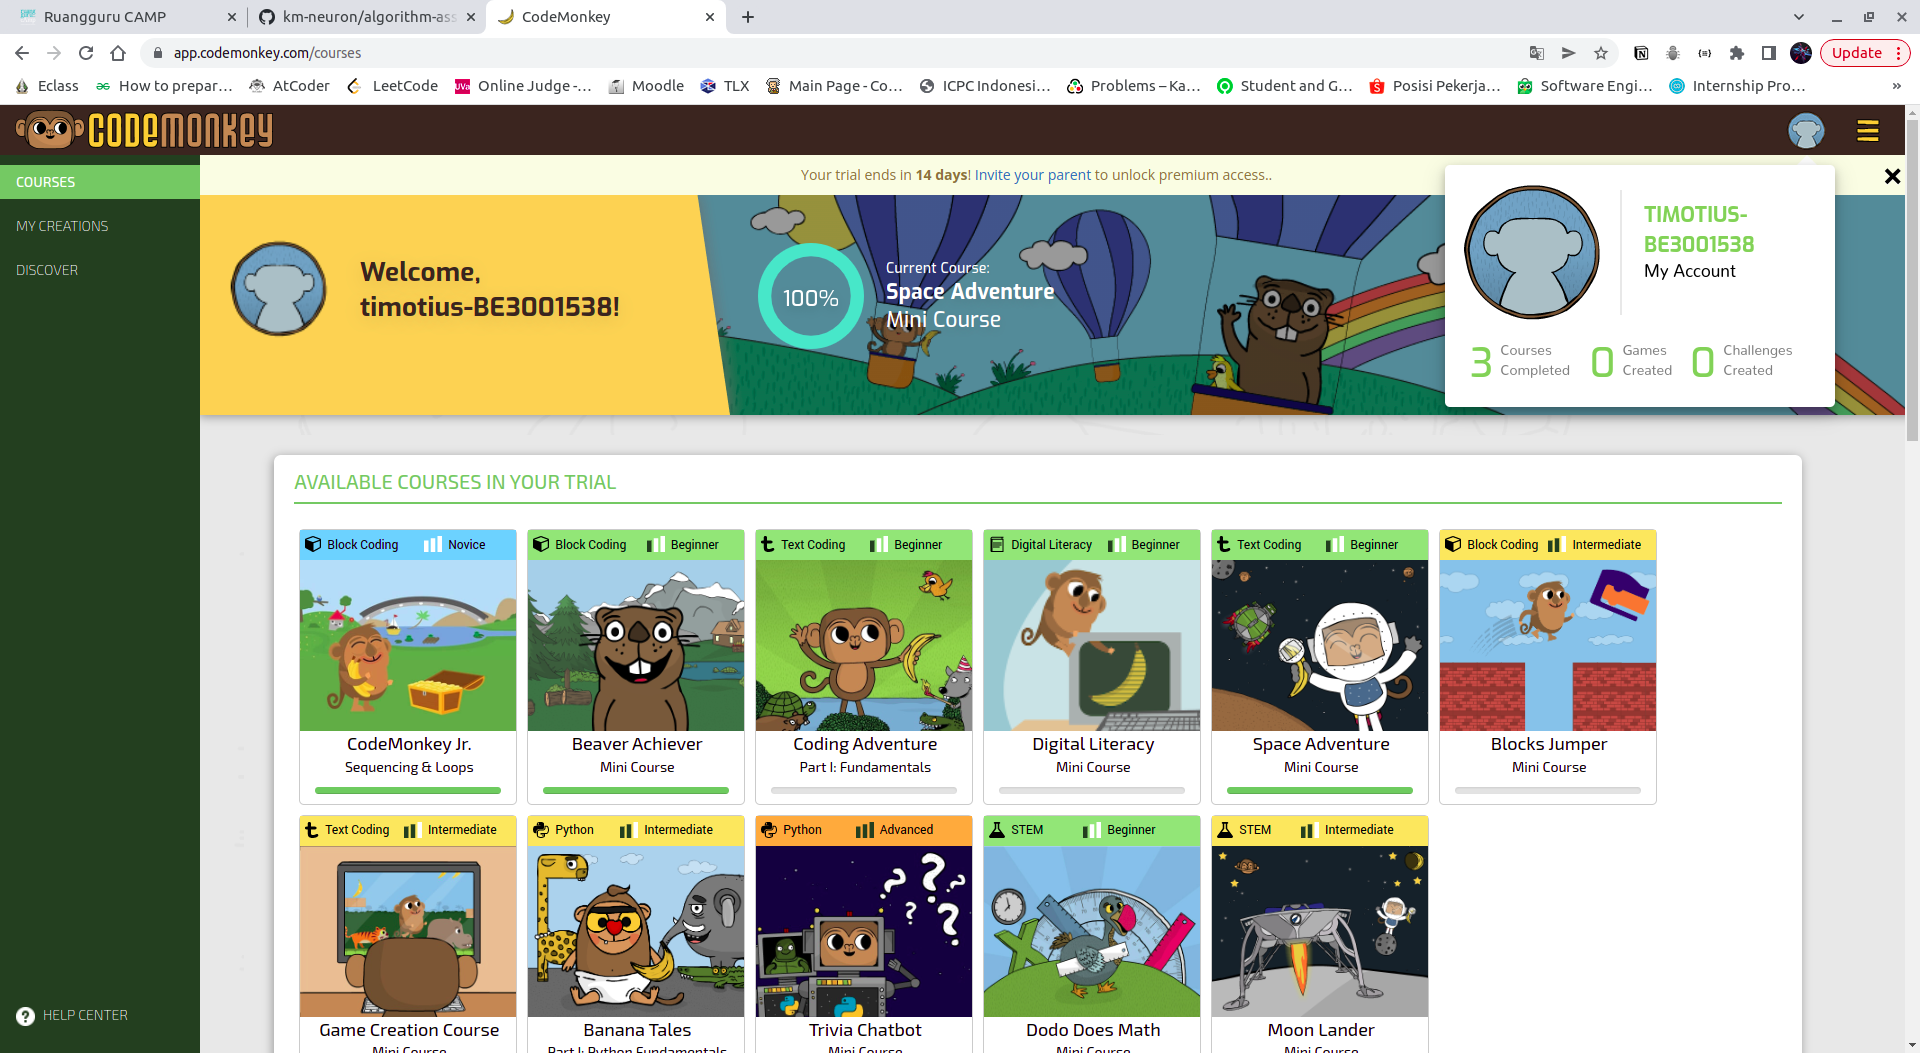 Ruangguru CAMP
km-neuron/algorithm-ass
CodeMonkey
app.codemonkey.com/courses
Update
Eclass
How to prepar...
AtCoder
LeetCode
Online Judge -...
Moodle
TLX
Main Page - Co...
ICPC Indonesi...
Problems – Ka...
Student and G...
Posisi Pekerja...
Software Engi...
Internship Pro...
»
CODEMONKEY
COURSES
MY CREATIONS
DISCOVER
HELP CENTER
Your trial ends in 14 days! Invite your parent to unlock premium access..
Welcome,
timotius-BE3001538!
100%
Current Course:
Space Adventure
Mini Course
TIMOTIUS-
BE3001538
My Account
3 Courses Completed
0 Games Created
0 Challenges Created
AVAILABLE COURSES IN YOUR TRIAL
Block Coding Novice
CodeMonkey Jr.
Sequencing & Loops
Block Coding Beginner
Beaver Achiever
Mini Course
Text Coding Beginner
Coding Adventure
Part I: Fundamentals
Digital Literacy Beginner
Digital Literacy
Mini Course
Text Coding Beginner
Space Adventure
Mini Course
Block Coding Intermediate
Blocks Jumper
Mini Course
Text Coding Intermediate
Game Creation Course
Mini Course
Python Intermediate
Banana Tales
Part I: Python Fundamentals
Python Advanced
? ? ? ?
Trivia Chatbot
Mini Course
STEM Beginner
Dodo Does Math
Mini Course
STEM Intermediate
Moon Lander
Mini Course